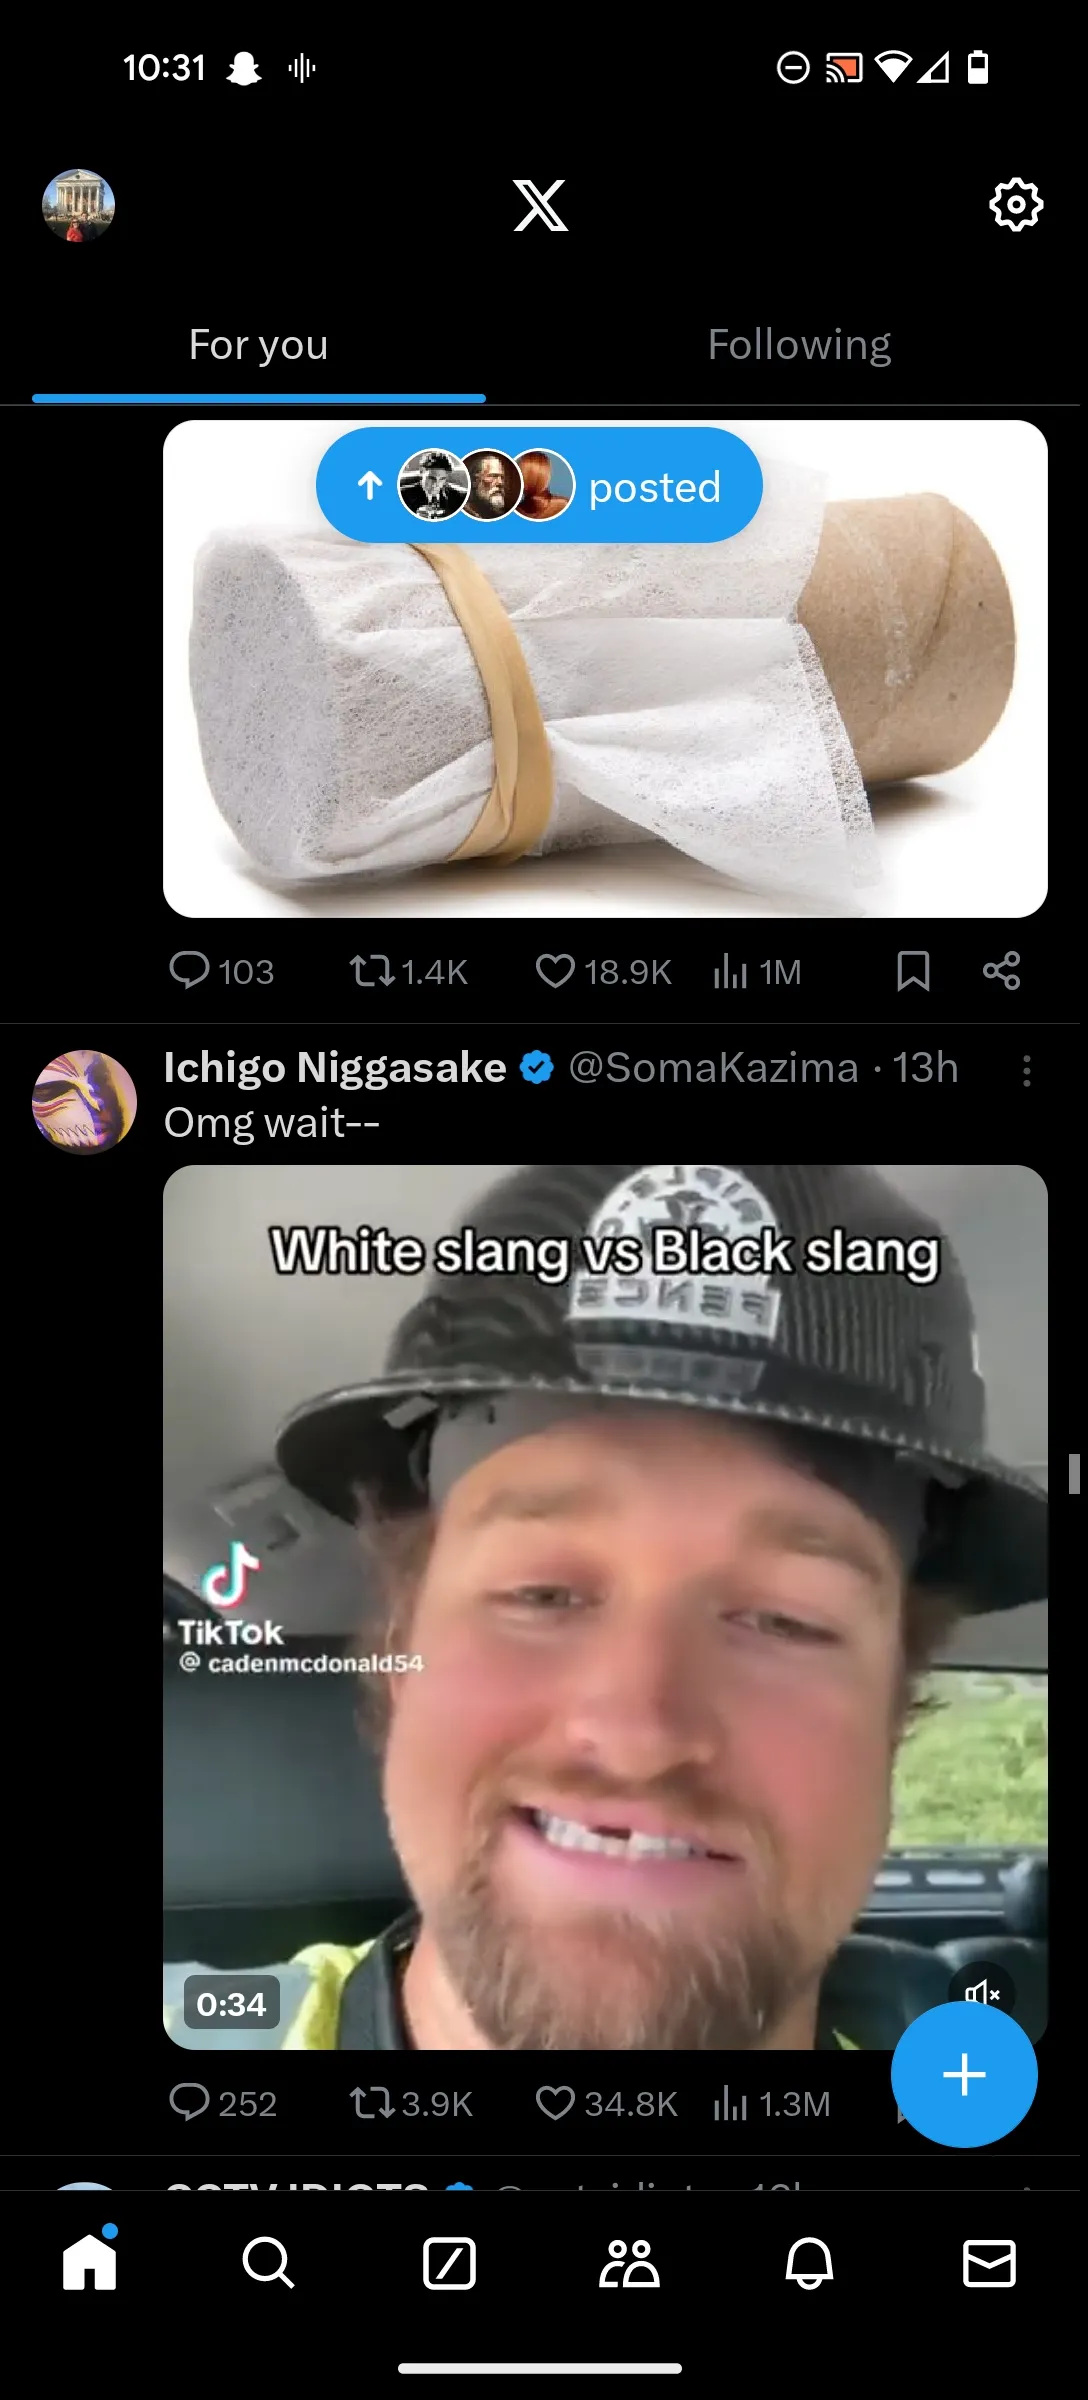 10:31
For you
Following
posted
103
1.4K
18.9K
1M
Ichigo Niggasake @SomaKazima · 13h
Omg wait--
White slang vs Black slang
FENCE
TikTok
@ cadenmcdonald54
0:34
252
3.9K
34.8K
1.3M